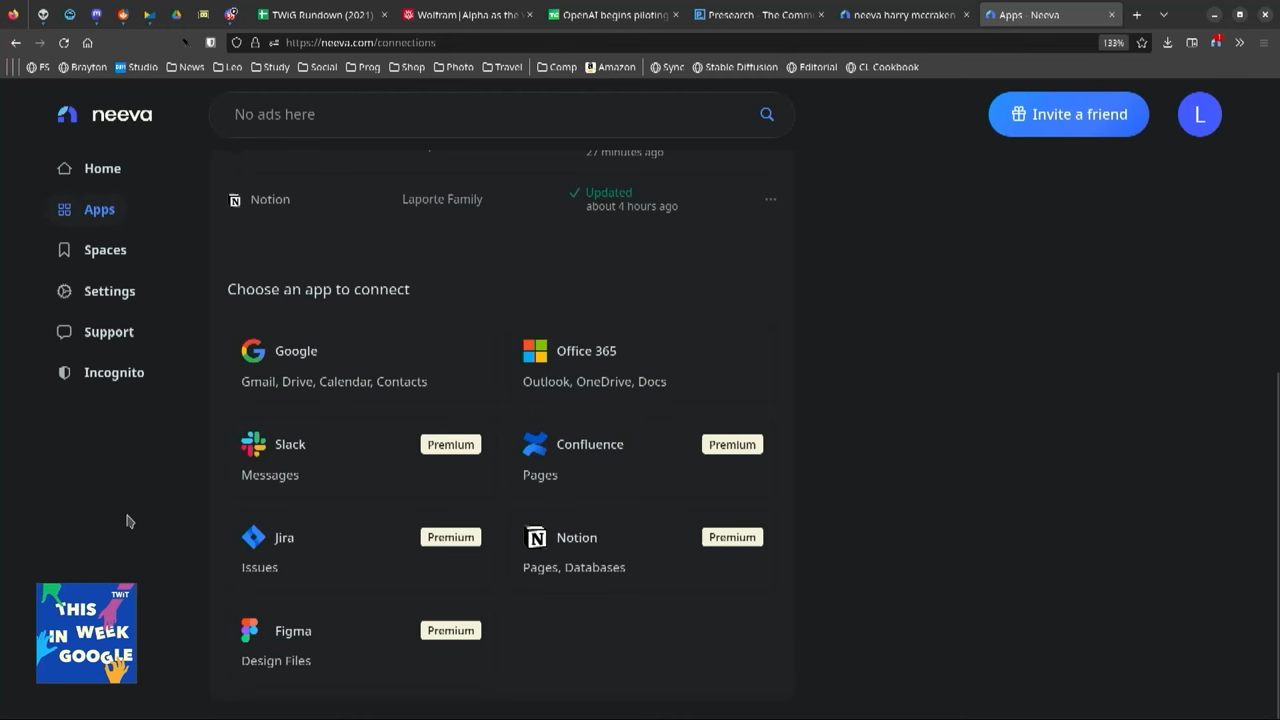 TWiG Rundown (2021)
Wolfram|Alpha as the
OpenAI begins piloting
Presearch - The Commu
neeva harry mccracken
Apps - Neeva
https://neeva.com/connections
133%
FS
Brayton
Studio
News
Leo
Study
Social
Prog
Shop
Photo
Travel
Comp
Amazon
Sync
Stable Diffusion
Editorial
CL Cookbook
neeva
No ads here
Invite a friend
L
Home
Apps
Spaces
Settings
Support
Incognito
27 minutes ago
Notion
Laporte Family
Updated
about 4 hours ago
Choose an app to connect
Google
Gmail, Drive, Calendar, Contacts
Office 365
Outlook, OneDrive, Docs
Slack
Premium
Messages
Confluence
Premium
Pages
Jira
Premium
Issues
Notion
Premium
Pages, Databases
Figma
Premium
Design Files
TWiT
THIS
IN WEEK
GOOGLE